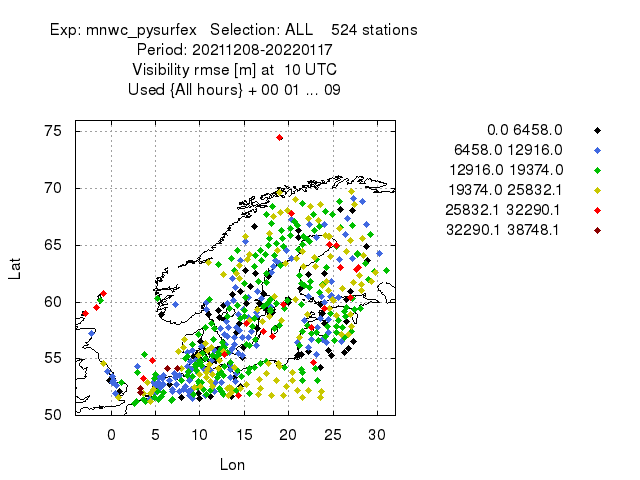 Exp: mnwc_pysurfex   Selection: ALL    524 stations
Period: 20211208-20220117
Visibility rmse [m] at  10 UTC
Used {All hours} + 00 01 ... 09
0.0 6458.0
6458.0 12916.0
12916.0 19374.0
19374.0 25832.1
25832.1 32290.1
32290.1 38748.1
75
70
65
60
55
50
Lat
0 5 10 15 20 25 30
Lon